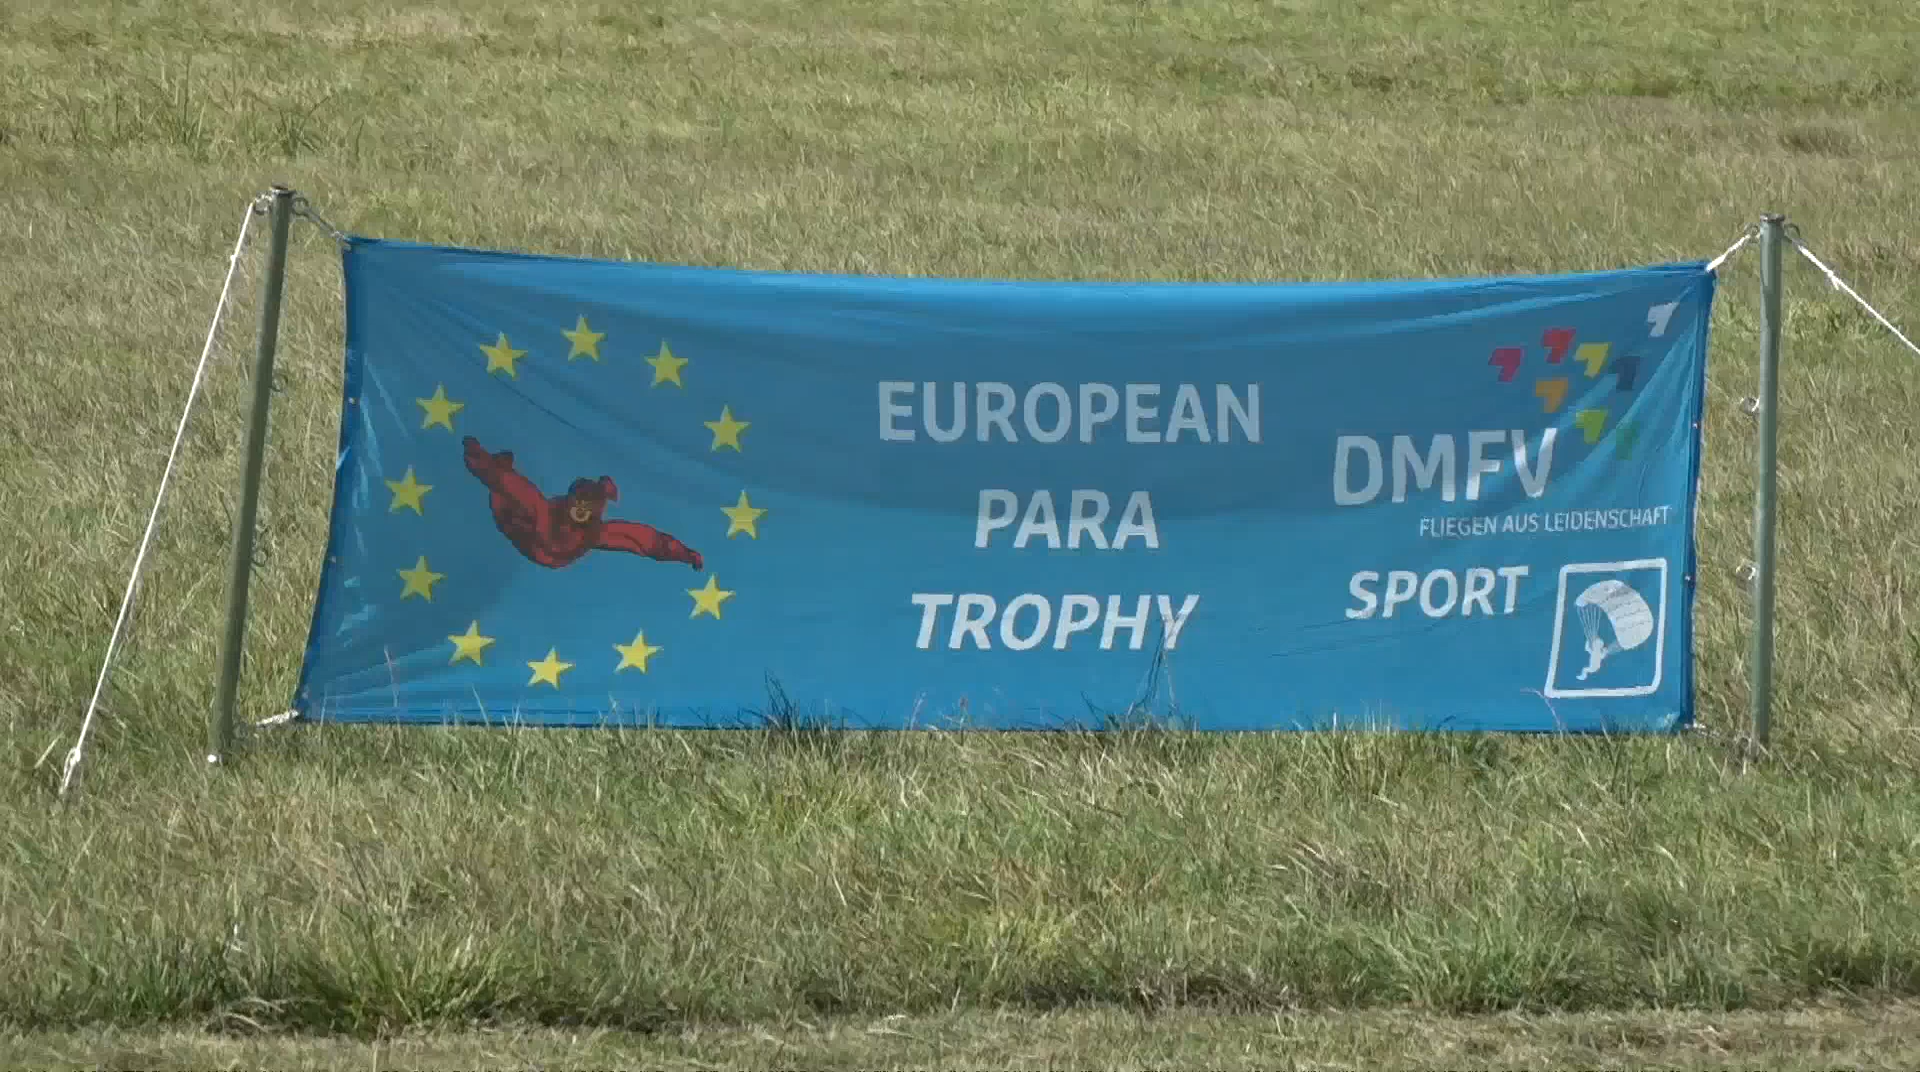 EUROPEAN
PARA
TROPHY
DMFV
FLIEGEN AUS LEIDENSCHAFT
SPORT